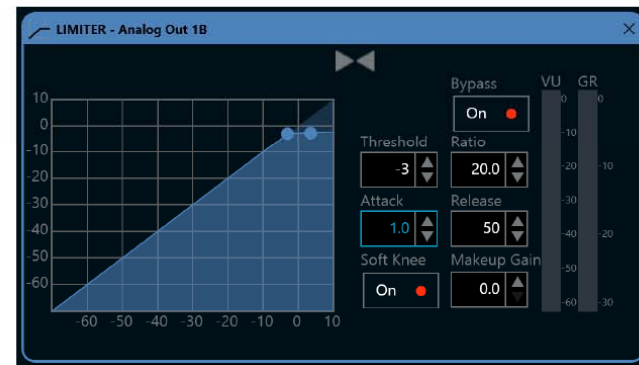 LIMITER - Analog Out 1B
Bypass VU GR
On
Threshold Ratio
-3 20.0
Attack Release
1.0 50
Soft Knee Makeup Gain
On 0.0
10
0
-10
-20
-30
-40
-50
-60
-60 -50 -40 -30 -20 -10 0 10
0
-10
-20
-30
-40
-50
-60
0
-10
-20
-30